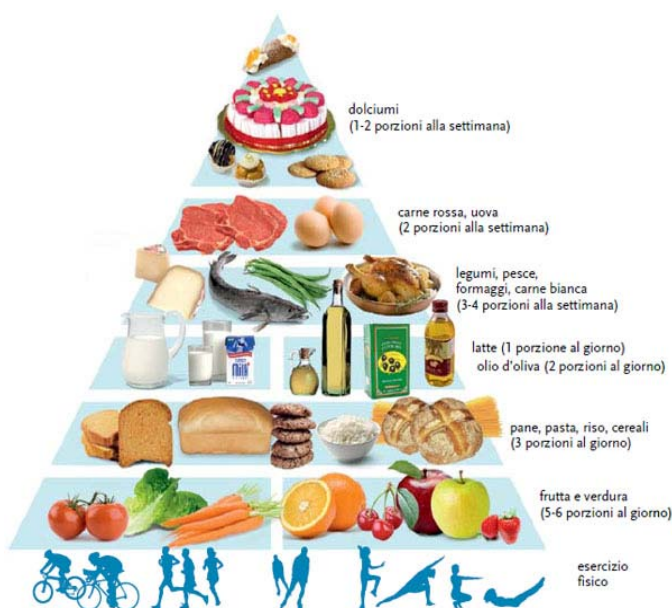 dolciumi
(1-2 porzioni alla settimana)
carne rossa, uova
(2 porzioni alla settimana)
legumi, pesce,
formaggi, carne bianca
(3-4 porzioni alla settimana)
latte (1 porzione al giorno)
olio d'oliva (2 porzioni al giorno)
milk
pane, pasta, riso, cereali
(3 porzioni al giorno)
frutta e verdura
(5-6 porzioni al giorno)
esercizio
fisico